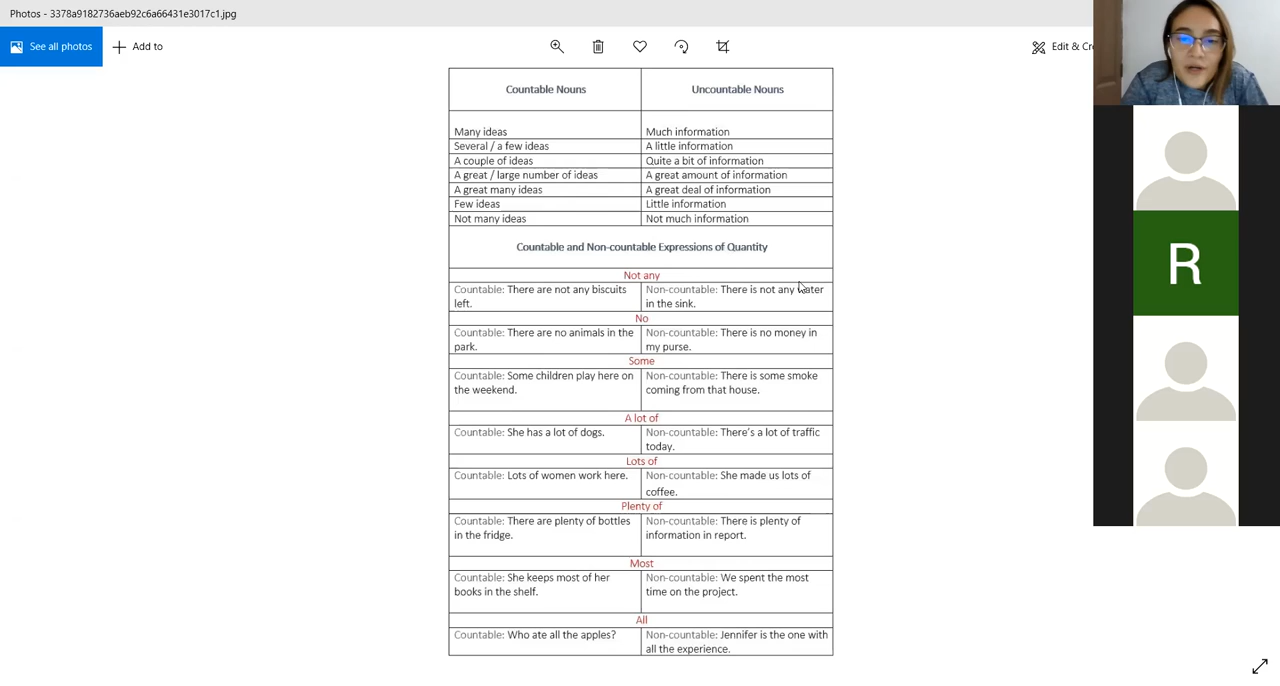 Photos - 3378a9182736aeb92c6a66431e3017c1.jpg
See all photos
Add to
Edit & Cr
Countable Nouns
Uncountable Nouns
Many ideas
Much information
Several / a few ideas
A little information
A couple of ideas
Quite a bit of information
A great / large number of ideas
A great amount of information
A great many ideas
A great deal of information
Few ideas
Little information
Not many ideas
Not much information
Countable and Non-countable Expressions of Quantity
Not any
Countable: There are not any biscuits
left.
Non-countable: There is not any water
in the sink.
No
Countable: There are no animals in the
park.
Non-countable: There is no money in
my purse.
Some
Countable: Some children play here on
the weekend.
Non-countable: There is some smoke
coming from that house.
A lot of
Countable: She has a lot of dogs.
Non-countable: There's a lot of traffic
today.
Lots of
Countable: Lots of women work here.
Non-countable: She made us lots of
coffee.
Plenty of
Countable: There are plenty of bottles
in the fridge.
Non-countable: There is plenty of
information in report.
Most
Countable: She keeps most of her
books in the shelf.
Non-countable: We spent the most
time on the project.
All
Countable: Who ate all the apples?
Non-countable: Jennifer is the one with
all the experience.
R